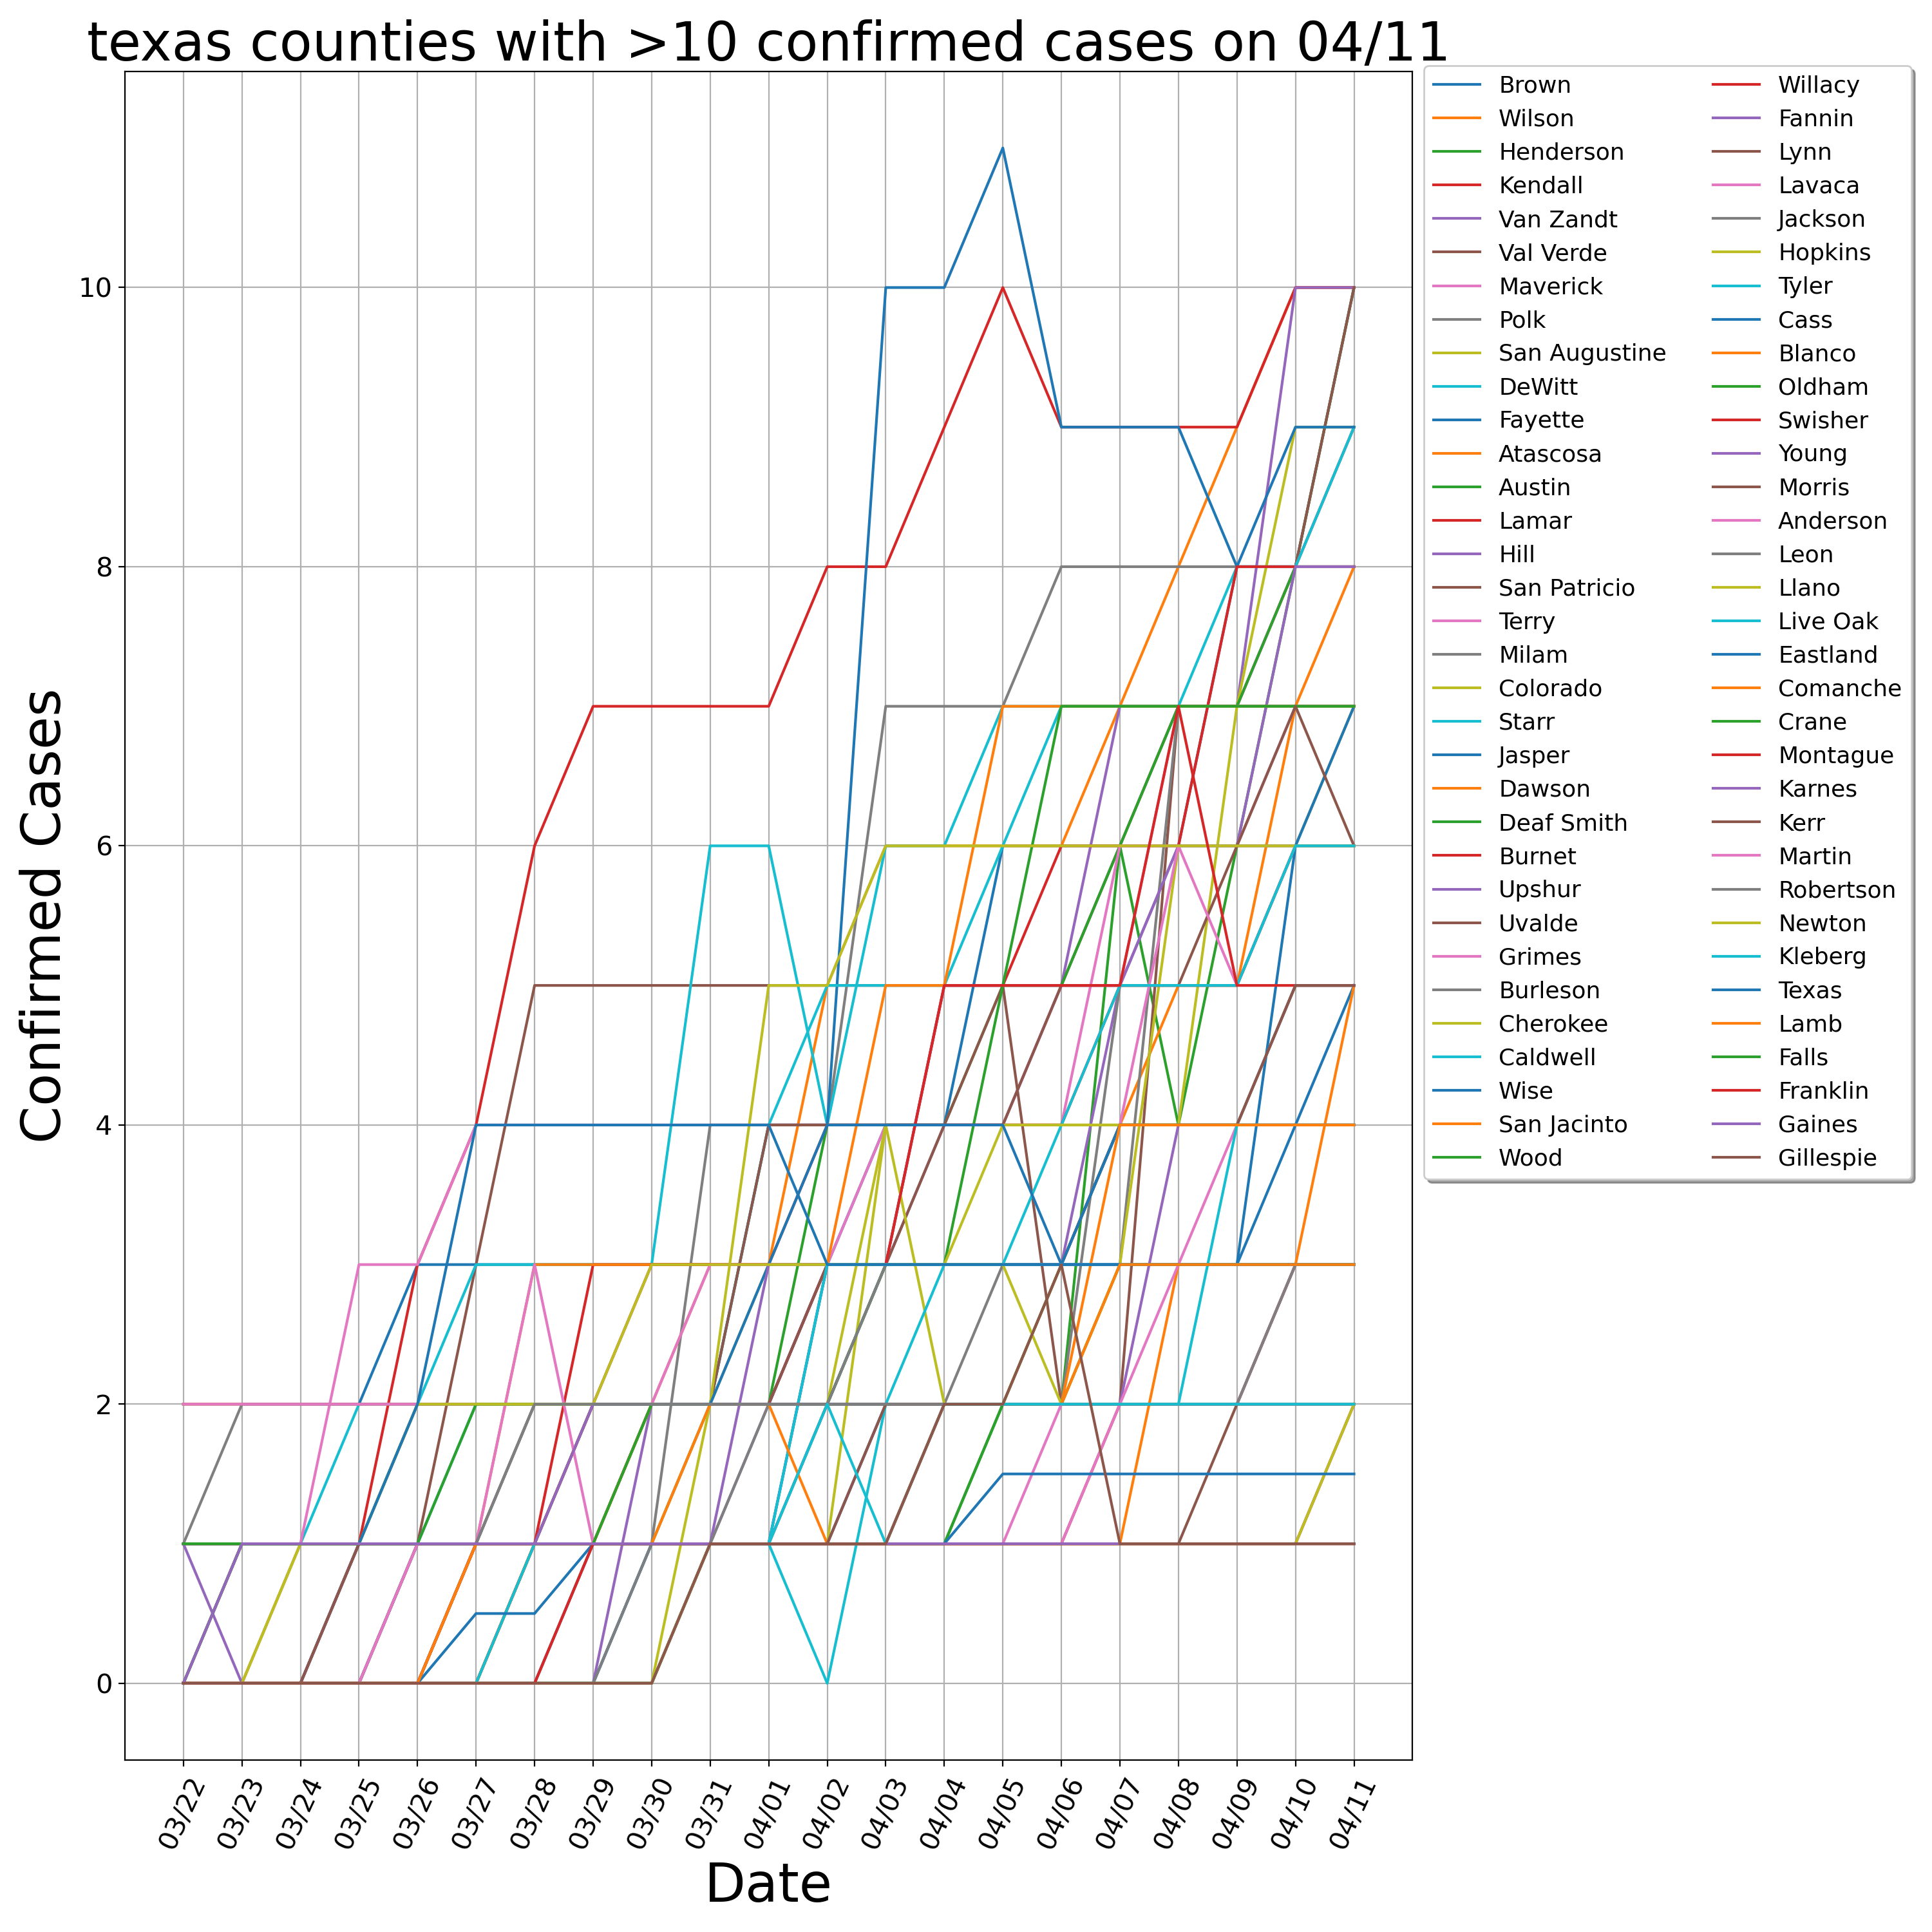 texas counties with >10 confirmed cases on 04/11
Confirmed Cases
10
8
6
4
2
0
03/22
03/23
03/24
03/25
03/26
03/27
03/28
03/29
03/30
03/31
04/01
04/02
04/03
04/04
04/05
04/06
04/07
04/08
04/09
04/10
04/11
Date
Brown
Wilson
Henderson
Kendall
Van Zandt
Val Verde
Maverick
Polk
San Augustine
DeWitt
Fayette
Atascosa
Austin
Lamar
Hill
San Patricio
Terry
Milam
Colorado
Starr
Jasper
Dawson
Deaf Smith
Burnet
Upshur
Uvalde
Grimes
Burleson
Cherokee
Caldwell
Wise
San Jacinto
Wood
Willacy
Fannin
Lynn
Lavaca
Jackson
Hopkins
Tyler
Cass
Blanco
Oldham
Swisher
Young
Morris
Anderson
Leon
Llano
Live Oak
Eastland
Comanche
Crane
Montague
Karnes
Kerr
Martin
Robertson
Newton
Kleberg
Texas
Lamb
Falls
Franklin
Gaines
Gillespie